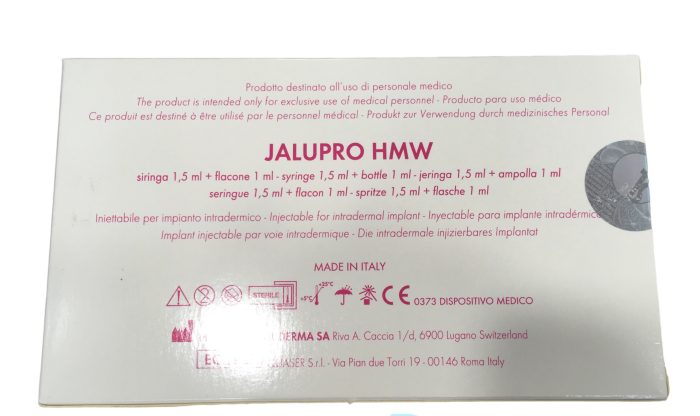 Prodotto destinato all'uso di personale medico
The product is intended only for exclusive use of medical personnel - Producto para uso médico
Ce produit est destiné à être utilisé par le personnel médical - Produkt zur Verwendung durch medizinisches Personal
JALUPRO HMW
siringa 1,5 ml + flacone 1 ml - syringe 1,5 ml + bottle 1 ml - jeringa 1,5 ml + ampolla 1 ml
seringue 1,5 ml + flacon 1 ml - spritze 1,5 ml + flasche 1 ml
Iniettabile per impianto intradermico - Injectable for intradermal implant - Inyectable para implante intradérmico
Implant injectable par voie intradermique - Die intradermale injizierbares Implantat
MADE IN ITALY
STERILE +5°C +25°C CE 0373 DISPOSITIVO MEDICO
DERMA SA Riva A. Caccia 1/d, 6900 Lugano Switzerland
EC S.r.l. - Via Pian due Torri 19 - 00146 Roma Italy